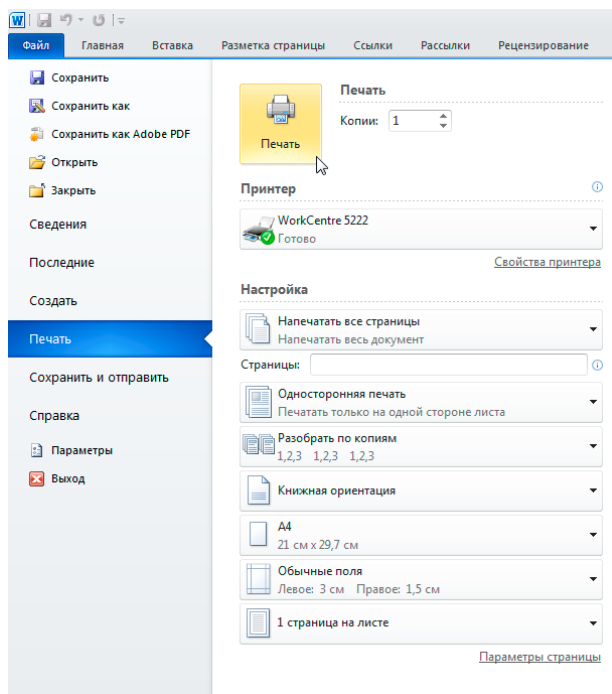 W
Файл Главная Вставка Разметка страницы Ссылки Рассылки Рецензирование
Сохранить
Сохранить как
Сохранить как Adobe PDF
Открыть
Закрыть
Сведения
Последние
Создать
Печать
Сохранить и отправить
Справка
Параметры
Выход
Печать
Печать
Копии: 1
Принтер
WorkCentre 5222
Готово
Свойства принтера
Настройка
Напечатать все страницы
Напечатать весь документ
Страницы:
Односторонняя печать
Печатать только на одной стороне листа
Разобрать по копиям
1,2,3 1,2,3 1,2,3
Книжная ориентация
A4
21 см x 29,7 см
Обычные поля
Левое: 3 см Правое: 1,5 см
1 страница на листе
Параметры страницы